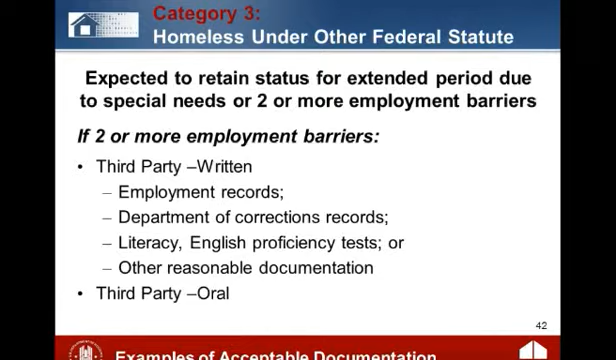 Category 3:
Homeless Under Other Federal Statute
Expected to retain status for extended period due
to special needs or 2 or more employment barriers
If 2 or more employment barriers:
• Third Party –Written
– Employment records;
– Department of corrections records;
– Literacy, English proficiency tests; or
– Other reasonable documentation
• Third Party –Oral
42
Examples of Acceptable Documentation